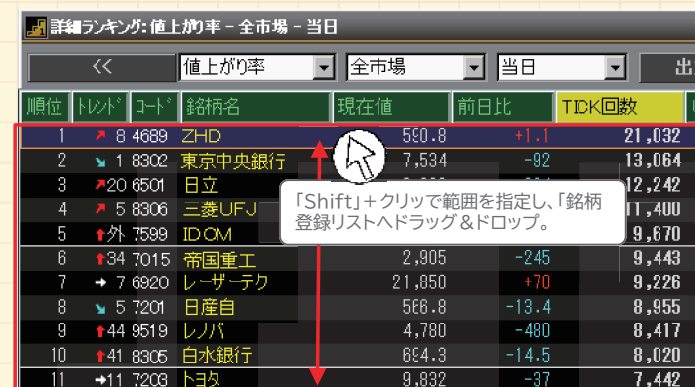 詳細ランキング:値上がり率 - 全市場 - 当日
<< 値上がり率 全市場 当日 出
順位 トレンド コード 銘柄名 現在値 前日比 TICK回数
1 8 4689 ZHD 590.8 +1.1 21,032
2 1 8302 東京中央銀行 7,534 -92 13,064
3 20 6501 日立 12,242
4 5 8306 三菱UFJ 11,400
5 外 7599 IDOM 9,670
「Shift」+クリッで範囲を指定し、「銘柄
登録リストへドラッグ&ドロップ。
6 34 7015 帝国重工 2,905 -245 9,443
7 7 6920 レーザーテク 21,850 +70 9,226
8 5 7201 日産自 566.8 -13.4 8,955
9 44 9519 レノバ 4,780 -480 8,417
10 41 8305 白水銀行 694.3 -14.5 8,020
11 11 7203 トヨタ 9,832 -37 7,442